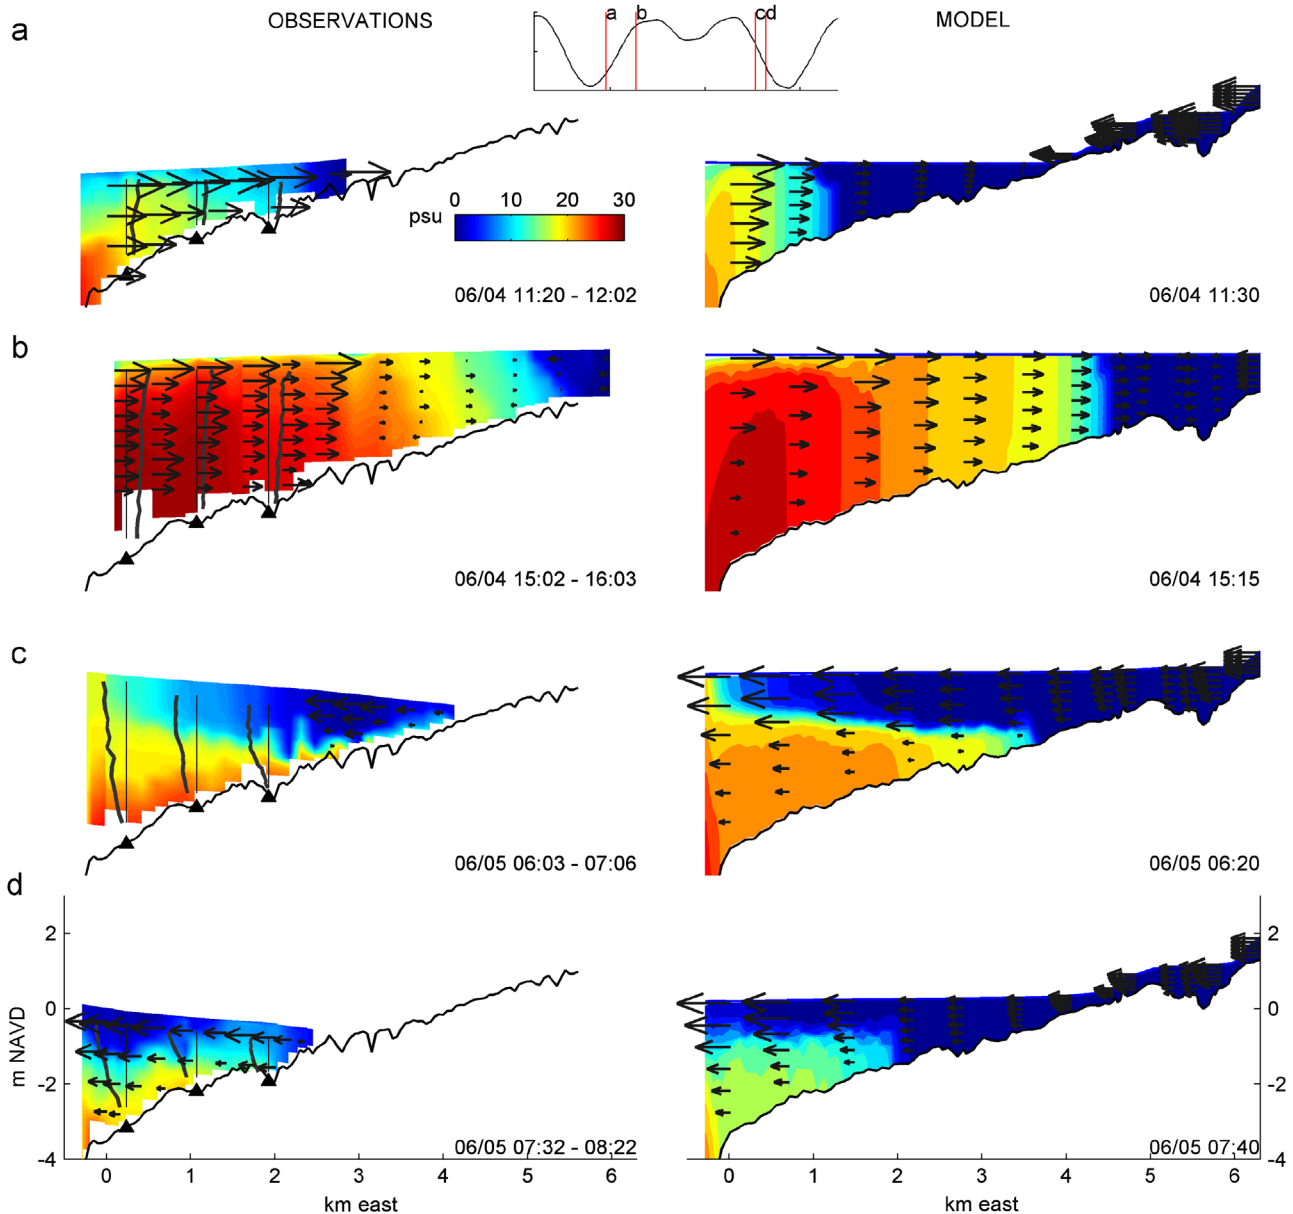 a
OBSERVATIONS
MODEL
a b cd
psu
0 10 20 30
06/04 11:20 - 12:02
06/04 11:30
b
06/04 15:02 - 16:03
06/04 15:15
c
06/05 06:03 - 07:06
06/05 06:20
d
2
0
-2
-4
m NAVD
06/05 07:32 - 08:22
0 1 2 3 4 5 6
km east
2
0
-2
-4
06/05 07:40
0 1 2 3 4 5 6
km east